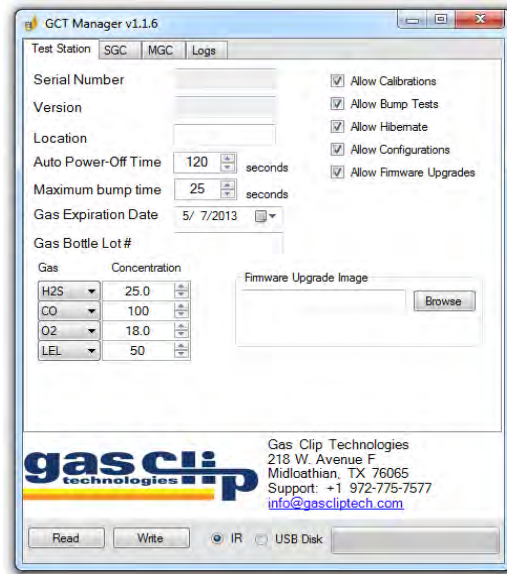 GCT Manager v1.1.6
Test Station SGC MGC Logs
Serial Number
Version
Location
Auto Power-Off Time 120 seconds
Maximum bump time 25 seconds
Gas Expiration Date 5/ 7/2013
Gas Bottle Lot #
Allow Calibrations
Allow Bump Tests
Allow Hibernate
Allow Configurations
Allow Firmware Upgrades
Gas Concentration
H2S 25.0
CO 100
O2 18.0
LEL 50
Firmware Upgrade Image
Browse
gas clip
technologies
Gas Clip Technologies
218 W. Avenue F
Midloathian, TX 76065
Support: +1 972-775-7577
info@gascliptech.com
Read Write IR USB Disk